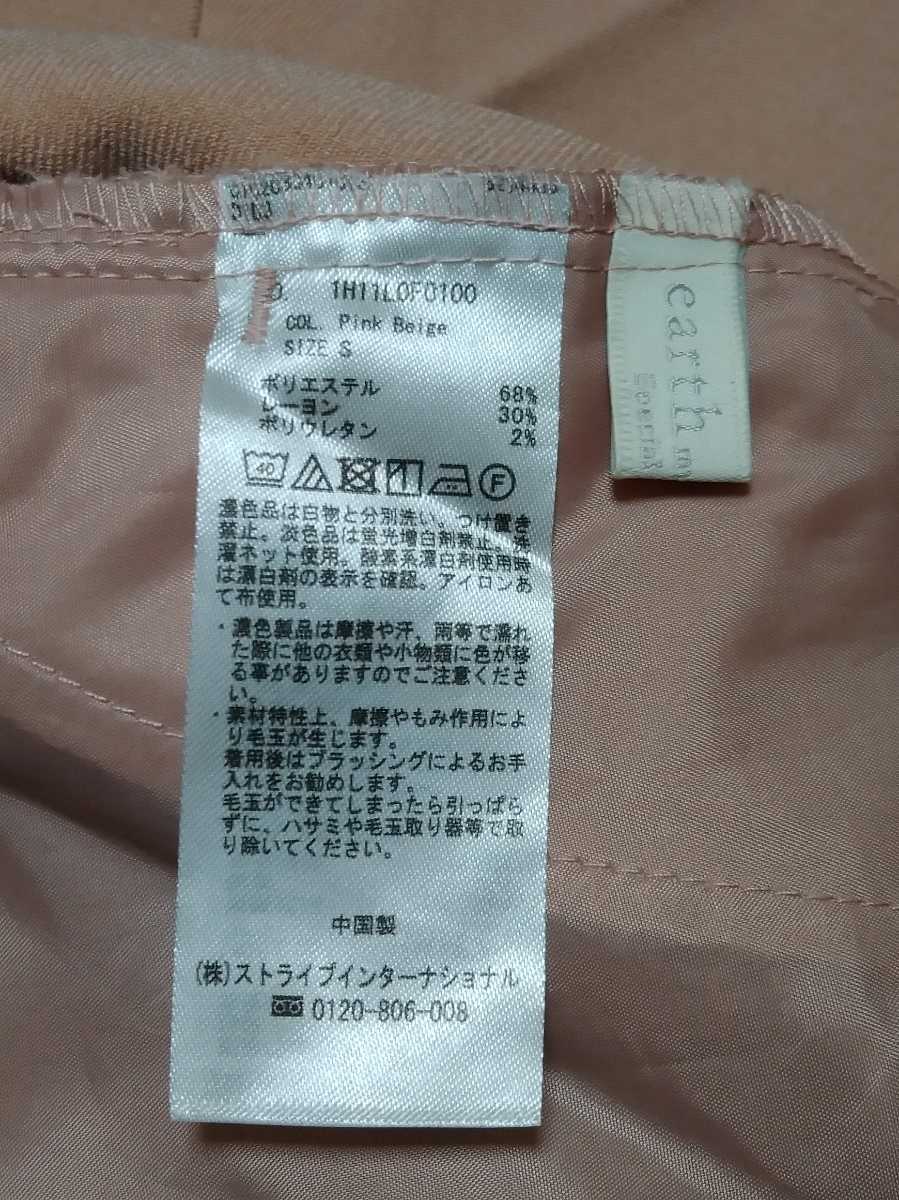 1H11L0F0100
COL. Pink Beige
SIZE S
ポリエステル 68%
レーヨン 30%
ポリウレタン 2%
40 F
濃色品は白物と分別洗い。つけ置き
禁止。淡色品は蛍光増白剤禁止。洗
濯ネット使用。酸素系漂白剤使用時
は漂白剤の表示を確認。アイロンあ
て布使用。
・濃色製品は摩擦や汗、雨等で濡れ
た際に他の衣類や小物類に色が移
る事がありますのでご注意くださ
い。
・素材特性上、摩擦やもみ作用によ
り毛玉が生じます。
着用後はブラッシングによるお手
入れをお勧めします。
毛玉ができてしまったら引っぱら
ずに、ハサミや毛玉取り器等で取
り除いてください。
中国製
(株)ストライプインターナショナル
0120-806-008
earth